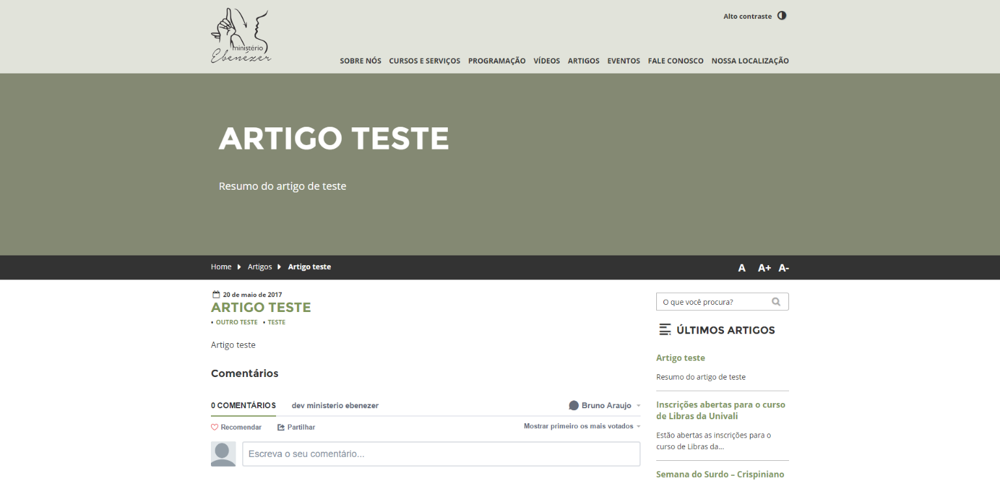 ministério
Ebenézer
Alto contraste
SOBRE NÓS CURSOS E SERVIÇOS PROGRAMAÇÃO VÍDEOS ARTIGOS EVENTOS FALE CONOSCO NOSSA LOCALIZAÇÃO
ARTIGO TESTE
Resumo do artigo de teste
Home Artigos Artigo teste
A A+ A-
20 de maio de 2017
ARTIGO TESTE
• OUTRO TESTE • TESTE
Artigo teste
Comentários
0 COMENTÁRIOS dev ministerio ebenezer Bruno Araujo
Recomendar Partilhar Mostrar primeiro os mais votados
Escreva o seu comentário...
O que você procura?
ÚLTIMOS ARTIGOS
Artigo teste
Resumo do artigo de teste
Inscrições abertas para o curso
de Libras da Univali
Estão abertas as inscrições para o
curso de Libras da...
Semana do Surdo – Crispiniano